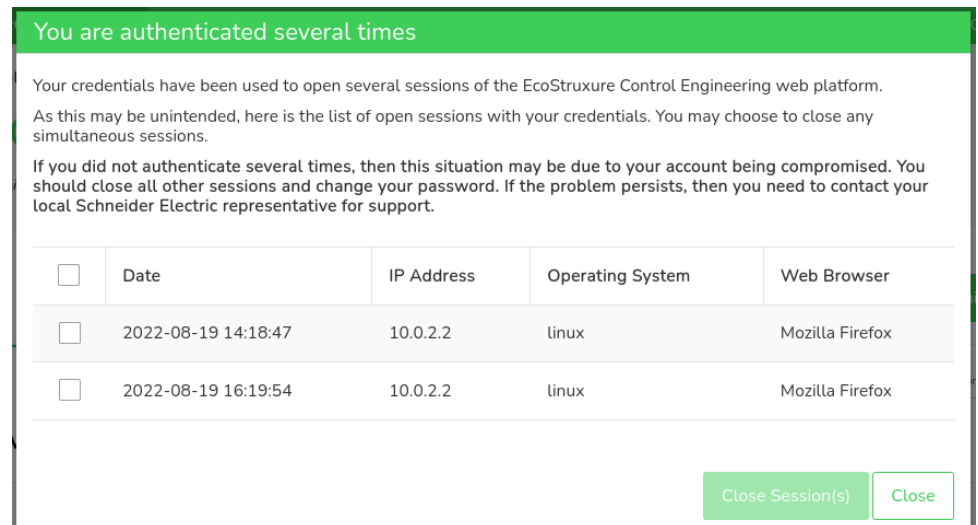 You are authenticated several times
Your credentials have been used to open several sessions of the EcoStruxure Control Engineering web platform.
As this may be unintended, here is the list of open sessions with your credentials. You may choose to close any
simultaneous sessions.
If you did not authenticate several times, then this situation may be due to your account being compromised. You
should close all other sessions and change your password. If the problem persists, then you need to contact your
local Schneider Electric representative for support.
Date IP Address Operating System Web Browser
2022-08-19 14:18:47 10.0.2.2 linux Mozilla Firefox
2022-08-19 16:19:54 10.0.2.2 linux Mozilla Firefox
Close Session(s) Close